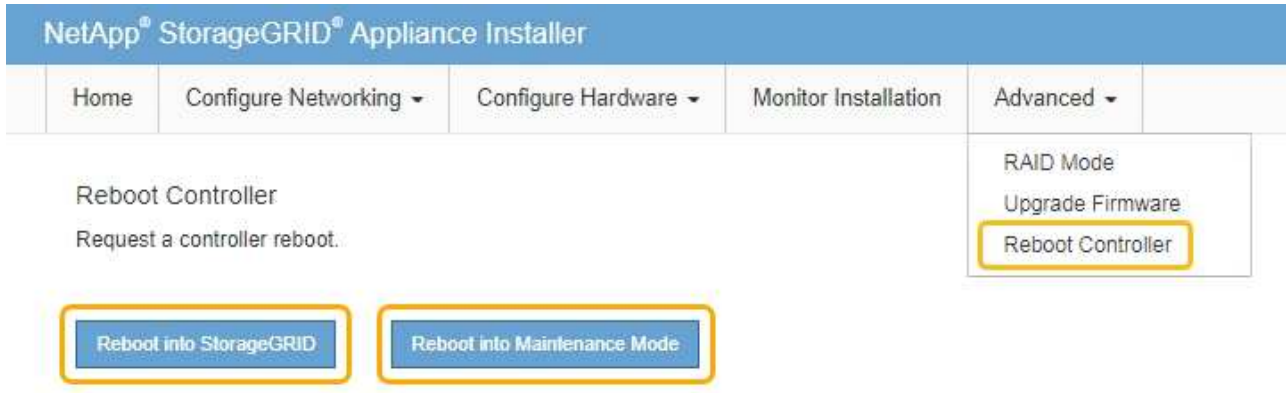 NetApp® StorageGRID® Appliance Installer
Home
Configure Networking
Configure Hardware
Monitor Installation
Advanced
RAID Mode
Upgrade Firmware
Reboot Controller
Reboot Controller
Request a controller reboot.
Reboot into StorageGRID
Reboot into Maintenance Mode